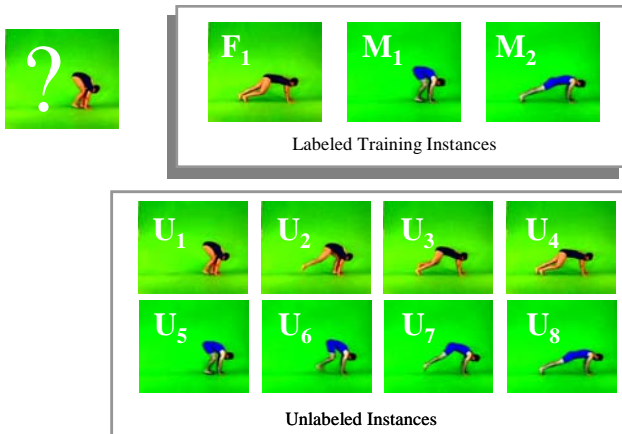 ?
F1
M1
M2
Labeled Training Instances
U1
U2
U3
U4
U5
U6
U7
U8
Unlabeled Instances